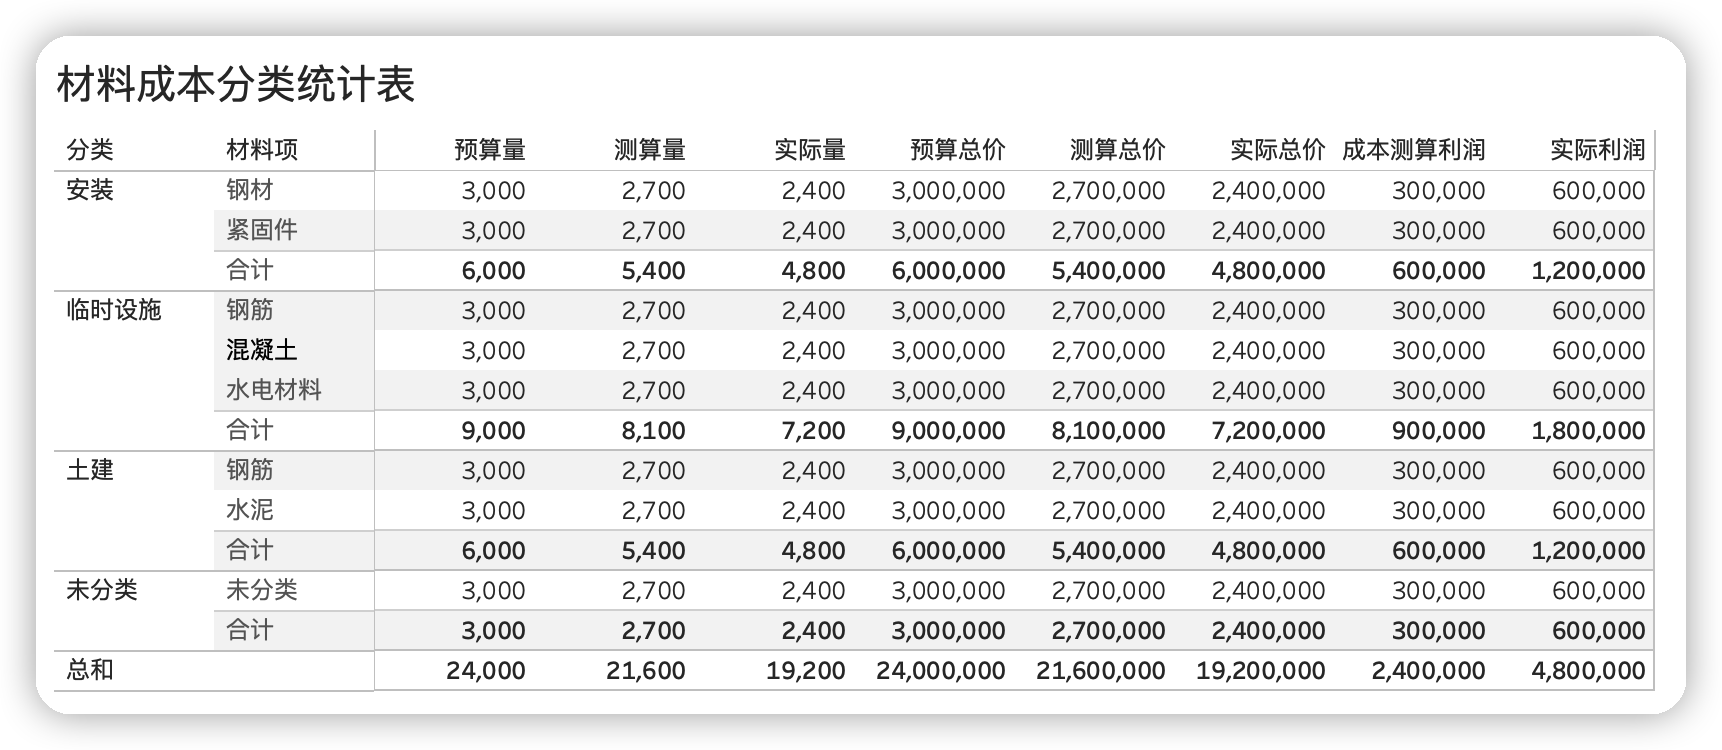 材料成本分类统计表
分类 材料项 预算量 测算量 实际量 预算总价 测算总价 实际总价 成本测算利润 实际利润
安装 钢材 3,000 2,700 2,400 3,000,000 2,700,000 2,400,000 300,000 600,000
紧固件 3,000 2,700 2,400 3,000,000 2,700,000 2,400,000 300,000 600,000
合计 6,000 5,400 4,800 6,000,000 5,400,000 4,800,000 600,000 1,200,000
临时设施 钢筋 3,000 2,700 2,400 3,000,000 2,700,000 2,400,000 300,000 600,000
混凝土 3,000 2,700 2,400 3,000,000 2,700,000 2,400,000 300,000 600,000
水电材料 3,000 2,700 2,400 3,000,000 2,700,000 2,400,000 300,000 600,000
合计 9,000 8,100 7,200 9,000,000 8,100,000 7,200,000 900,000 1,800,000
土建 钢筋 3,000 2,700 2,400 3,000,000 2,700,000 2,400,000 300,000 600,000
水泥 3,000 2,700 2,400 3,000,000 2,700,000 2,400,000 300,000 600,000
合计 6,000 5,400 4,800 6,000,000 5,400,000 4,800,000 600,000 1,200,000
未分类 未分类 3,000 2,700 2,400 3,000,000 2,700,000 2,400,000 300,000 600,000
合计 3,000 2,700 2,400 3,000,000 2,700,000 2,400,000 300,000 600,000
总和 24,000 21,600 19,200 24,000,000 21,600,000 19,200,000 2,400,000 4,800,000